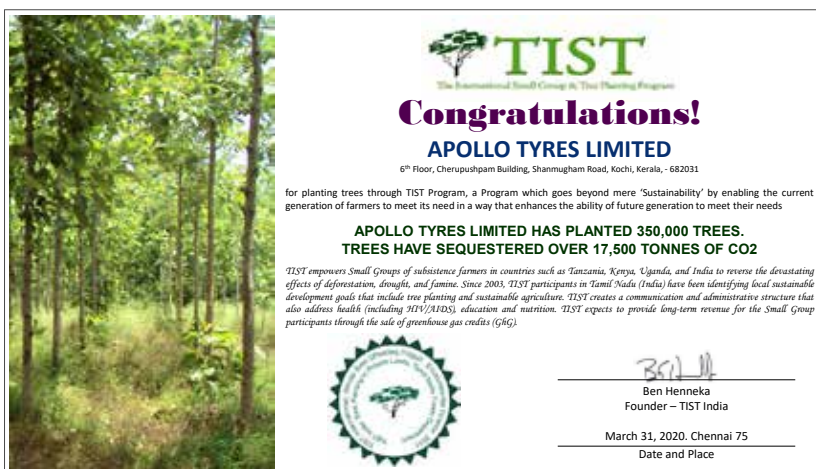 TIST
The International Small Group & Tree Planting Program
Congratulations!
APOLLO TYRES LIMITED
6th Floor, Cherupushpam Building, Shanmugham Road, Kochi, Kerala, - 682031
for planting trees through TIST Program, a Program which goes beyond mere ‘Sustainability’ by enabling the current
generation of farmers to meet its need in a way that enhances the ability of future generation to meet their needs
APOLLO TYRES LIMITED HAS PLANTED 350,000 TREES.
TREES HAVE SEQUESTERED OVER 17,500 TONNES OF CO2
TIST empowers Small Groups of subsistence farmers in countries such as Tanzania, Kenya, Uganda, and India to reverse the devastating
effects of deforestation, drought, and famine. Since 2003, TIST participants in Tamil Nadu (India) have been identifying local sustainable
development goals that include tree planting and sustainable agriculture. TIST creates a communication and administrative structure that
also address health (including HIV/AIDS), education and nutrition. TIST expects to provide long-term revenue for the Small Group
participants through the sale of greenhouse gas credits (GhG).
Ben Henneka
Founder – TIST India
March 31, 2020. Chennai 75
Date and Place